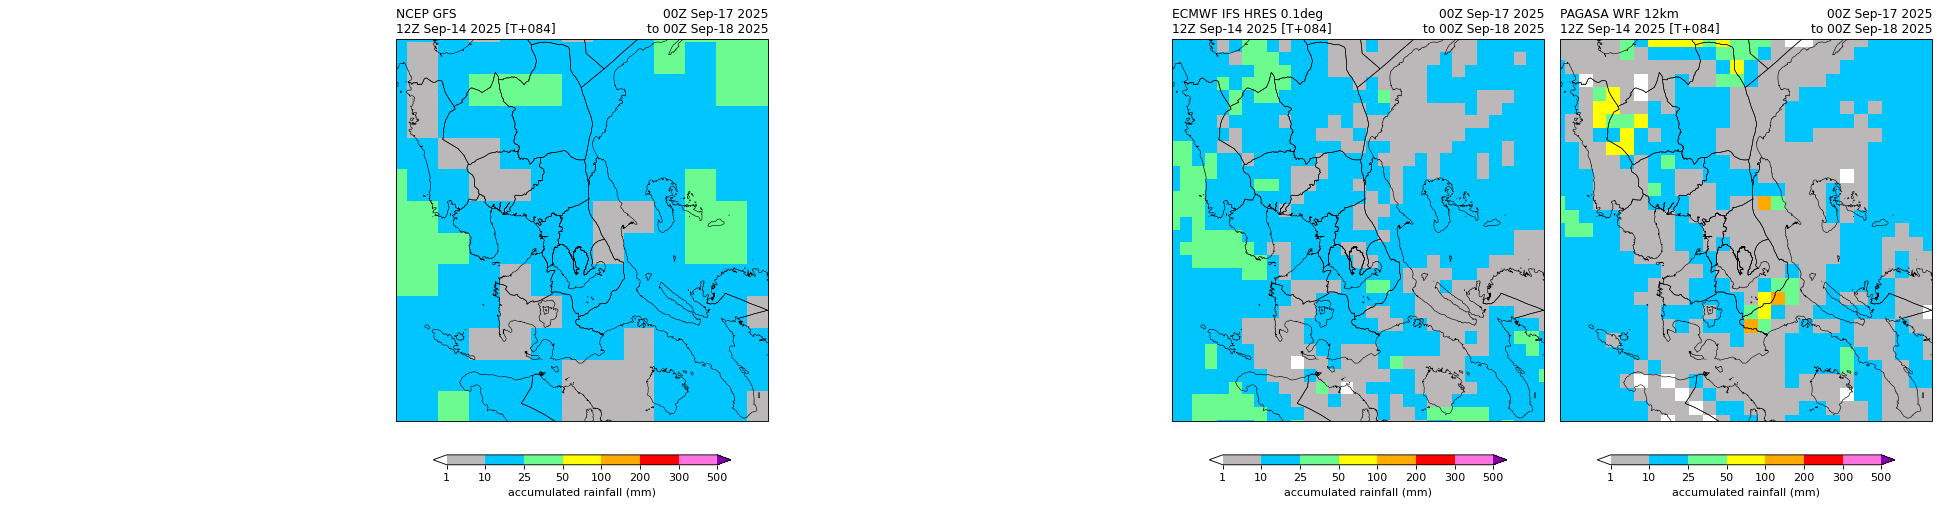 NCEP GFS 00Z Sep-17 2025
12Z Sep-14 2025 [T+084] to 00Z Sep-18 2025
1 10 25 50 100 200 300 500
accumulated rainfall (mm)
ECMWF IFS HRES 0.1deg 00Z Sep-17 2025
12Z Sep-14 2025 [T+084] to 00Z Sep-18 2025
1 10 25 50 100 200 300 500
accumulated rainfall (mm)
PAGASA WRF 12km 00Z Sep-17 2025
12Z Sep-14 2025 [T+084] to 00Z Sep-18 2025
1 10 25 50 100 200 300 500
accumulated rainfall (mm)